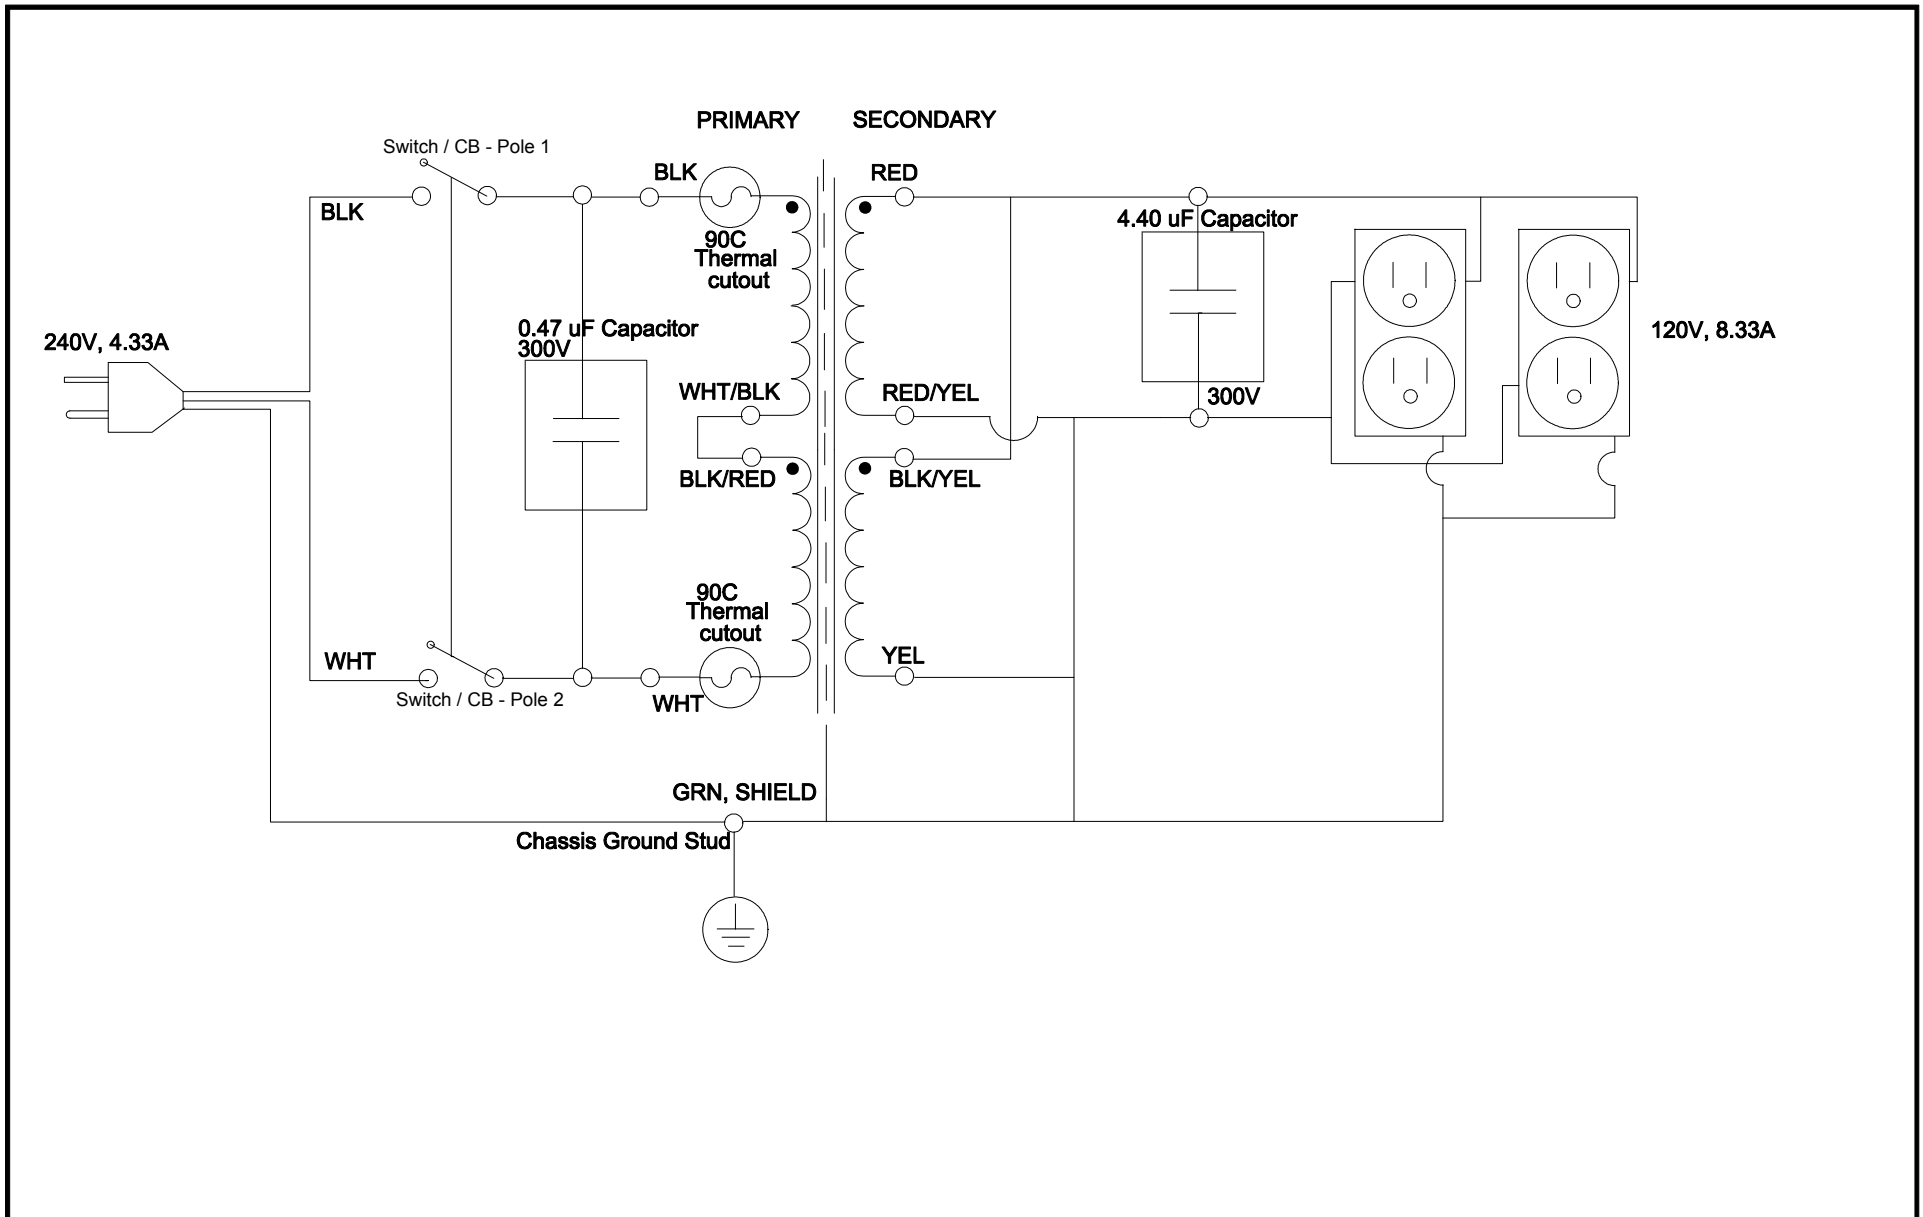 PRIMARY
SECONDARY
Switch / CB - Pole 1
BLK
RED
BLK
4.40 uF Capacitor
90C
Thermal
cutout
0.47 uF Capacitor
300V
240V, 4.33A
120V, 8.33A
WHT/BLK
RED/YEL
300V
BLK/RED
BLK/YEL
90C
Thermal
cutout
WHT
YEL
Switch / CB - Pole 2
WHT
GRN, SHIELD
Chassis Ground Stud